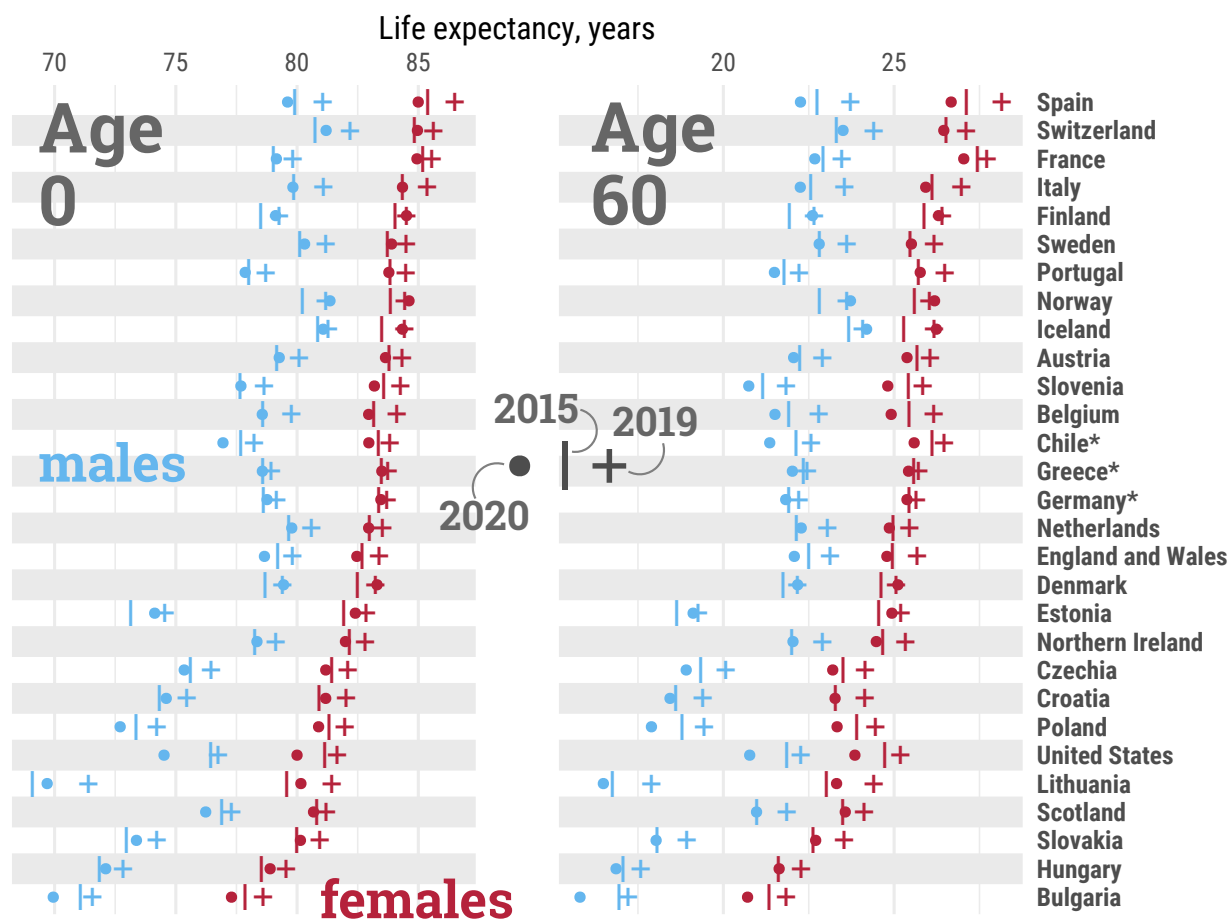 Life expectancy, years
70 75 80 85 20 25
Age
0
Age
60
Spain
Switzerland
France
Italy
Finland
Sweden
Portugal
Norway
Iceland
Austria
Slovenia
Belgium
Chile*
Greece*
Germany*
Netherlands
England and Wales
Denmark
Estonia
Northern Ireland
Czechia
Croatia
Poland
United States
Lithuania
Scotland
Slovakia
Hungary
Bulgaria
males
2015
2019
2020
females